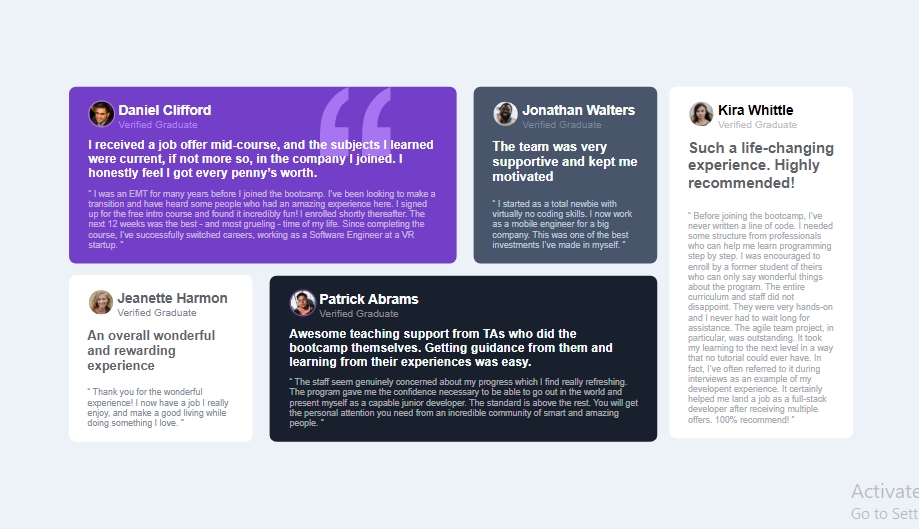 Daniel Clifford
Verified Graduate
I received a job offer mid-course, and the subjects I learned
were current, if not more so, in the company I joined. I
honestly feel I got every penny's worth.
“ I was an EMT for many years before I joined the bootcamp. I've been looking to make a
transition and have heard some people who had an amazing experience here. I signed
up for the free intro course and found it incredibly fun! I enrolled shortly thereafter. The
next 12 weeks was the best - and most grueling - time of my life. Since completing the
course, I've successfully switched careers, working as a Software Engineer at a VR
startup. ”
Jonathan Walters
Verified Graduate
The team was very
supportive and kept me
motivated
“ I started as a total newbie with
virtually no coding skills. I now work
as a mobile engineer for a big
company. This was one of the best
investments I've made in myself. ”
Kira Whittle
Verified Graduate
Such a life-changing
experience. Highly
recommended!
“ Before joining the bootcamp, I've
never written a line of code. I needed
some structure from professionals
who can help me learn programming
step by step. I was encouraged to
enroll by a former student of theirs
who can only say wonderful things
about the program. The entire
curriculum and staff did not
disappoint. They were very hands-on
and I never had to wait long for
assistance. The agile team project, in
particular, was outstanding. It took
my learning to the next level in a way
that no tutorial could ever have. In
fact, I've often referred to it during
interviews as an example of my
developent experience. It certainly
helped me land a job as a full-stack
developer after receiving multiple
offers. 100% recommend! ”
Jeanette Harmon
Verified Graduate
An overall wonderful
and rewarding
experience
“ Thank you for the wonderful
experience! I now have a job I really
enjoy, and make a good living while
doing something I love. ”
Patrick Abrams
Verified Graduate
Awesome teaching support from TAs who did the
bootcamp themselves. Getting guidance from them and
learning from their experiences was easy.
“ The staff seem genuinely concerned about my progress which I find really refreshing.
The program gave me the confidence necessary to be able to go out in the world and
present myself as a capable junior developer. The standard is above the rest. You will get
the personal attention you need from an incredible community of smart and amazing
people. ”
Activate
Go to Sett